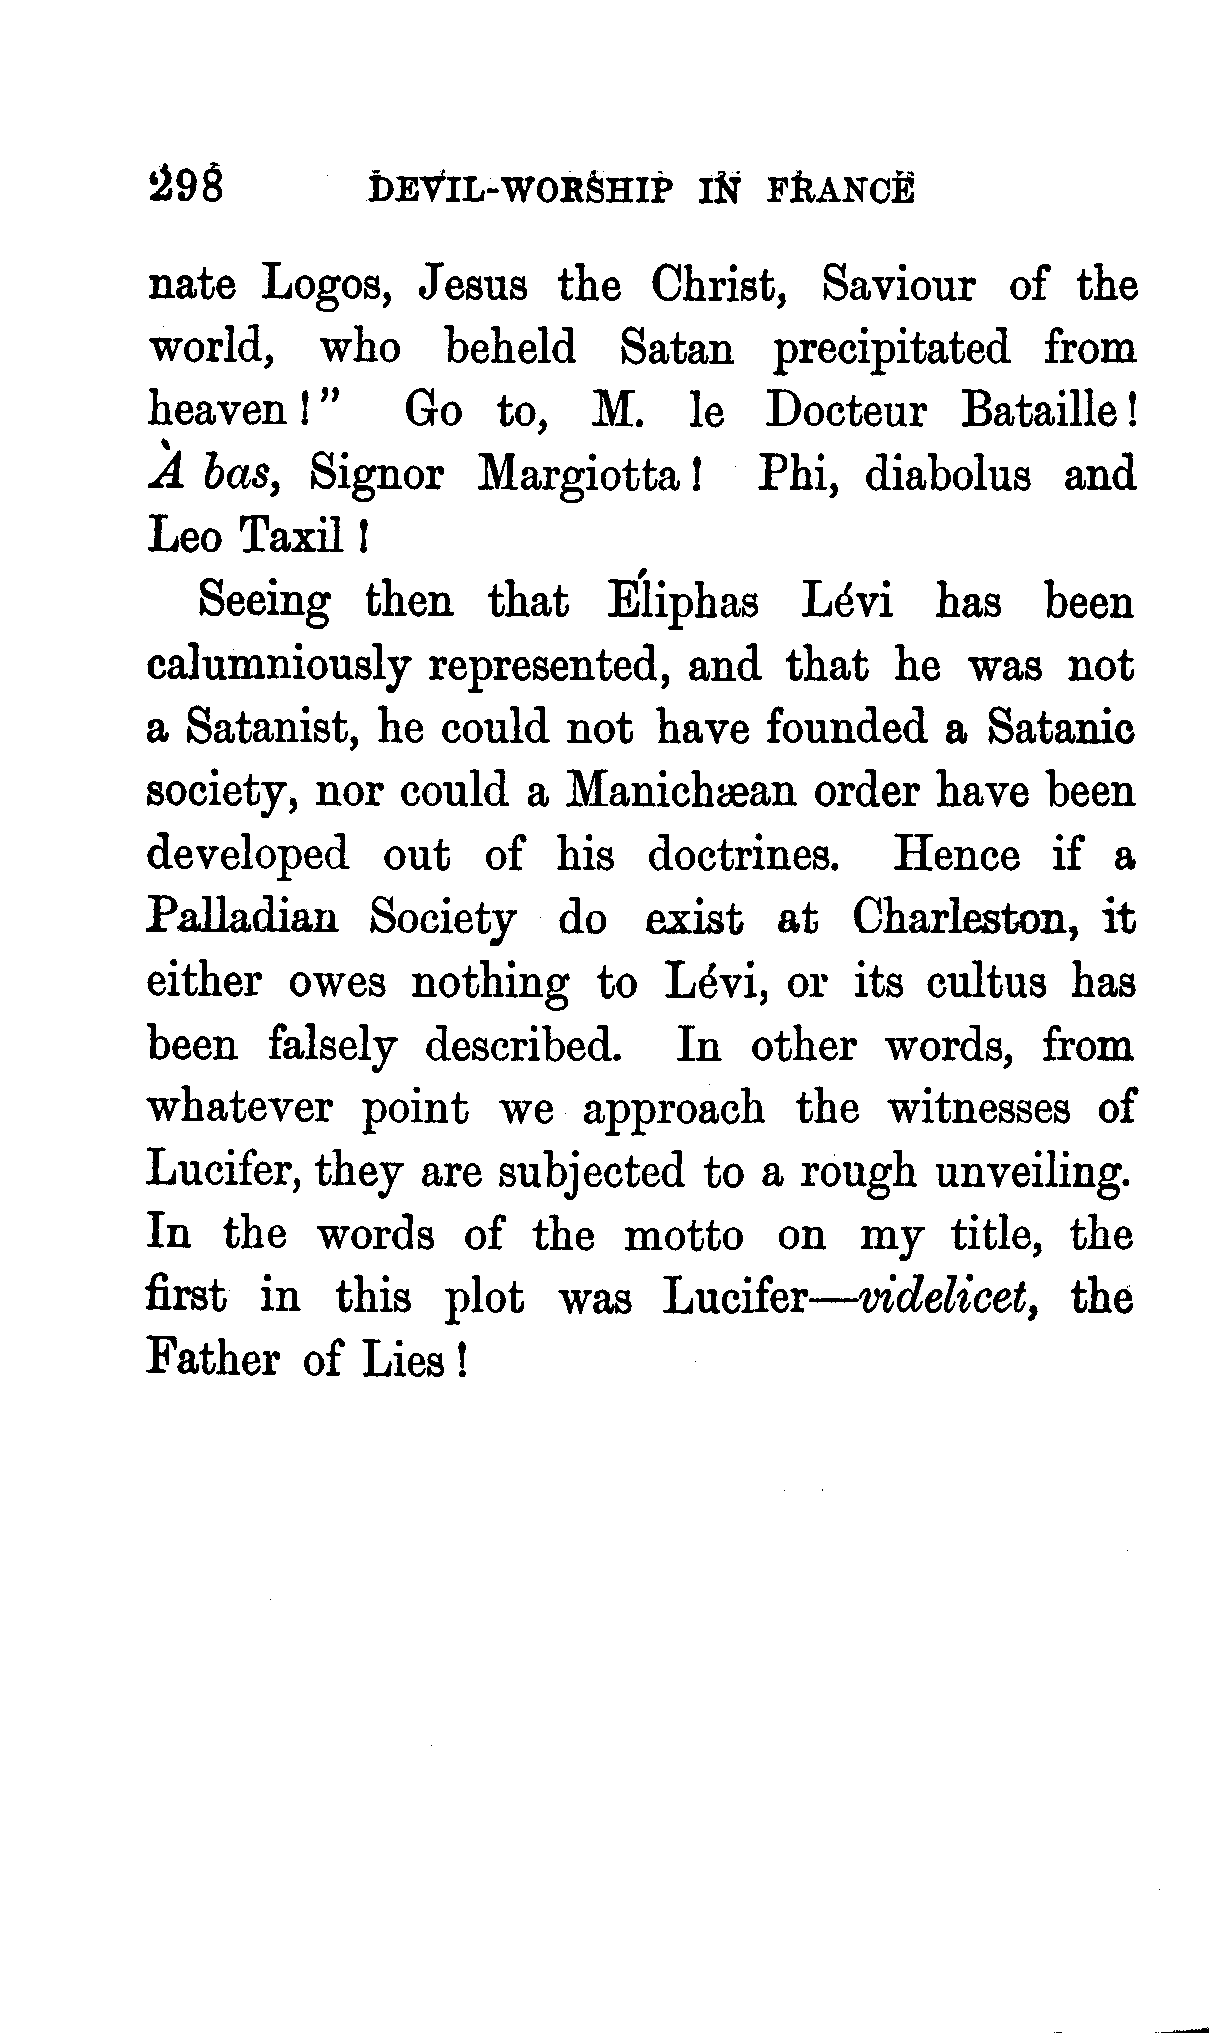 298 DEVIL-WORSHIP IN FRANCE
nate Logos, Jesus the Christ, Saviour of the
world, who beheld Satan precipitated from
heaven!" Go to, M. le Docteur Bataille!
À bas, Signor Margiotta! Phi, diabolus and
Leo Taxil!
Seeing then that Éliphas Lévi has been
calumniously represented, and that he was not
a Satanist, he could not have founded a Satanic
society, nor could a Manichæan order have been
developed out of his doctrines. Hence if a
Palladian Society do exist at Charleston, it
either owes nothing to Lévi, or its cultus has
been falsely described. In other words, from
whatever point we approach the witnesses of
Lucifer, they are subjected to a rough unveiling.
In the words of the motto on my title, the
first in this plot was Lucifer—videlicet, the
Father of Lies!